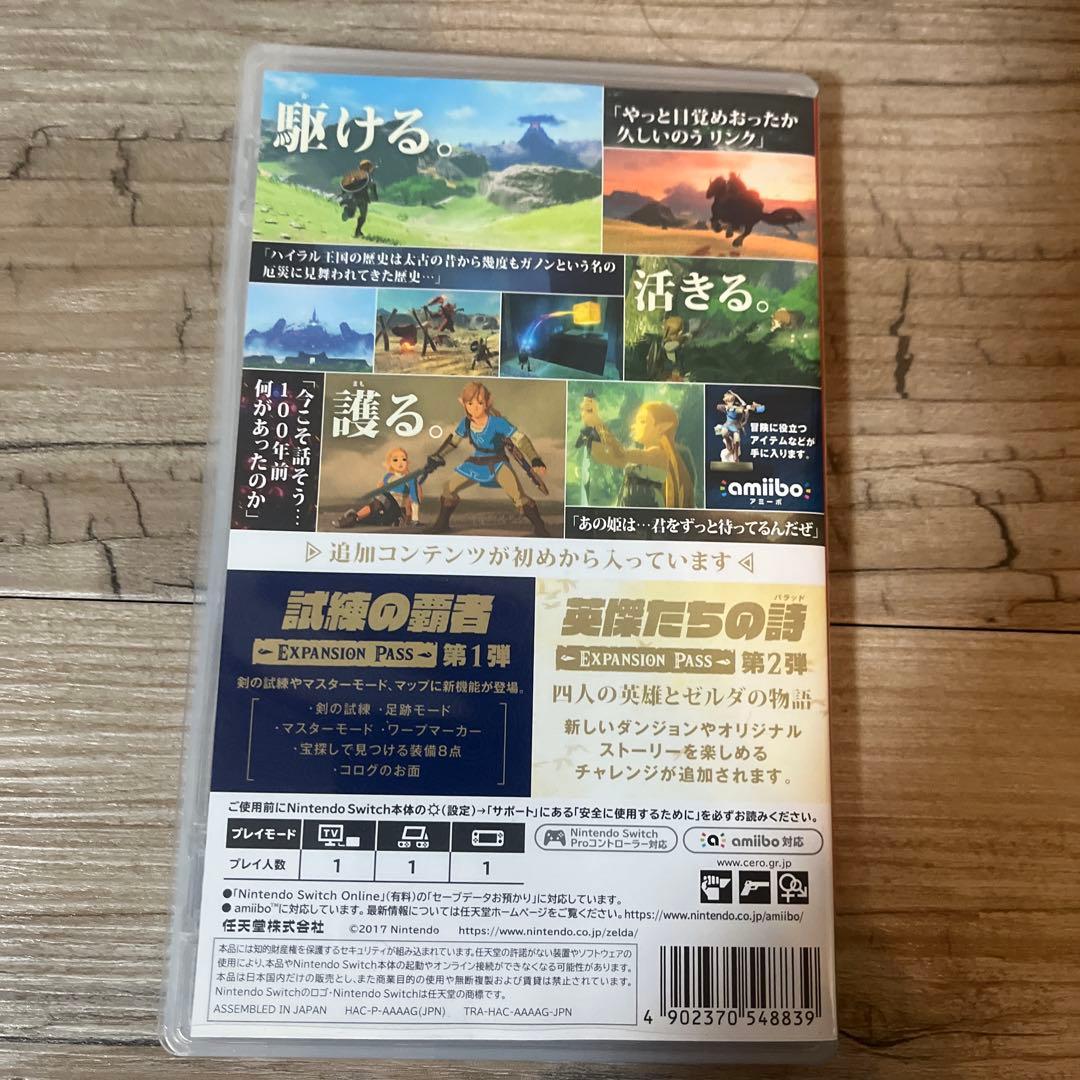 駆ける。
「やっと目覚めおったか
久しいのう リンク」
「ハイラル王国の歴史は太古の昔から幾度もガノンという名の
厄災に見舞われてきた歴史…」
活きる。
「今こそ話そう…
100年前
何があったのか」
まも
護る。
冒険に役立つ
アイテムなどが
手に入ります。
amiibo
アミーボ
「あの姫は…君をずっと待ってるんだぜ」
▷追加コンテンツが初めから入っています◁
試練の覇者
EXPANSION PASS 第1弾
剣の試練やマスターモード、マップに新機能が登場。
・剣の試練 ・足跡モード
・マスターモード ・ワープマーカー
・宝探しで見つける装備8点
・コログのお面
バラッド
英傑たちの詩
EXPANSION PASS 第2弾
四人の英雄とゼルダの物語
新しいダンジョンやオリジナル
ストーリーを楽しめる
チャレンジが追加されます。
ご使用前にNintendo Switch本体の(設定)→「サポート」にある「安全に使用するために」を必ずお読みください。
プレイモード TV
プレイ人数 1 1 1
Nintendo Switch
Proコントローラー対応
amiibo 対応
www.cero.gr.jp
●「Nintendo Switch Online」(有料)の「セーブデータお預かり」に対応しています。
● amiibo™に対応しています。最新情報については任天堂ホームページをご覧ください。https://www.nintendo.co.jp/amiibo/
任天堂株式会社 ©2017 Nintendo https://www.nintendo.co.jp/zelda/
本品には知的財産権を保護するセキュリティが組み込まれています。任天堂の許諾がない装置やソフトウェアの
使用により、本品やNintendo Switch本体の起動やオンライン接続ができなくなる可能性があります。
本品は日本国内だけの販売とし、また商業目的の使用や無断複製および賃貸は禁止されています。
Nintendo Switchのロゴ・Nintendo Switchは任天堂の商標です。
ASSEMBLED IN JAPAN HAC-P-AAAAG(JPN) TRA-HAC-AAAAG-JPN
4 902370 548839